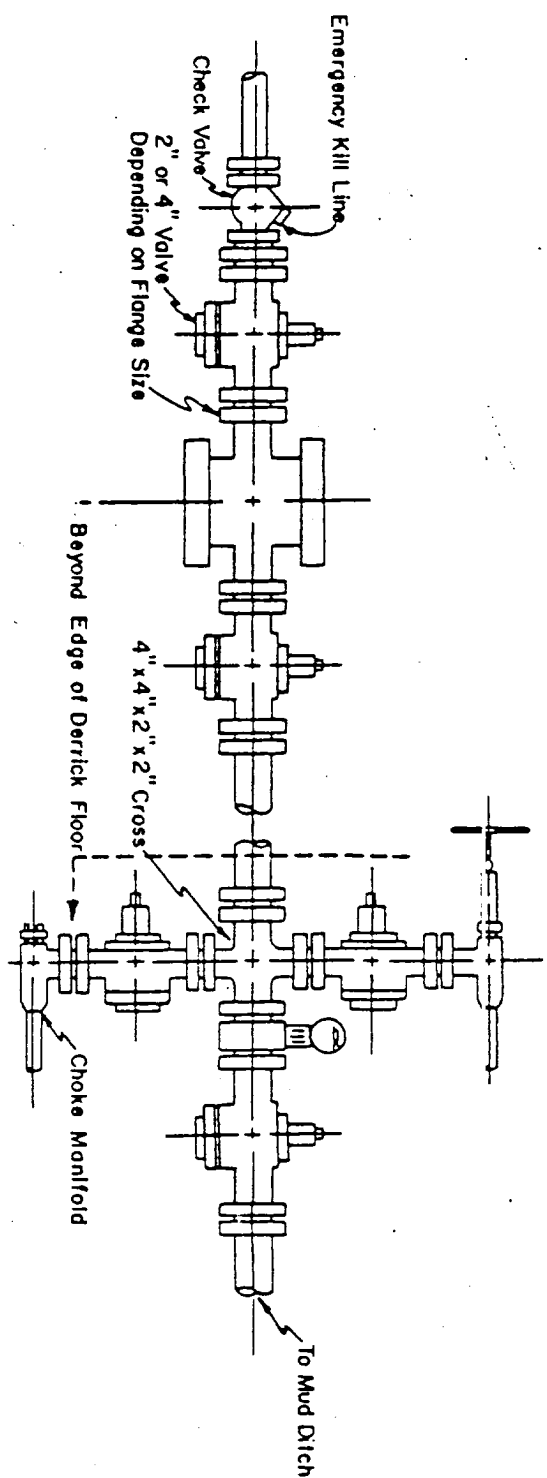 Emergency Kill Line
Check Valve
2" or 4" Valve
Depending on Flange Size
Beyond Edge of Derrick Floor
4"x4"x2"x2" Cross
Choke Manifold
To Mud Ditch